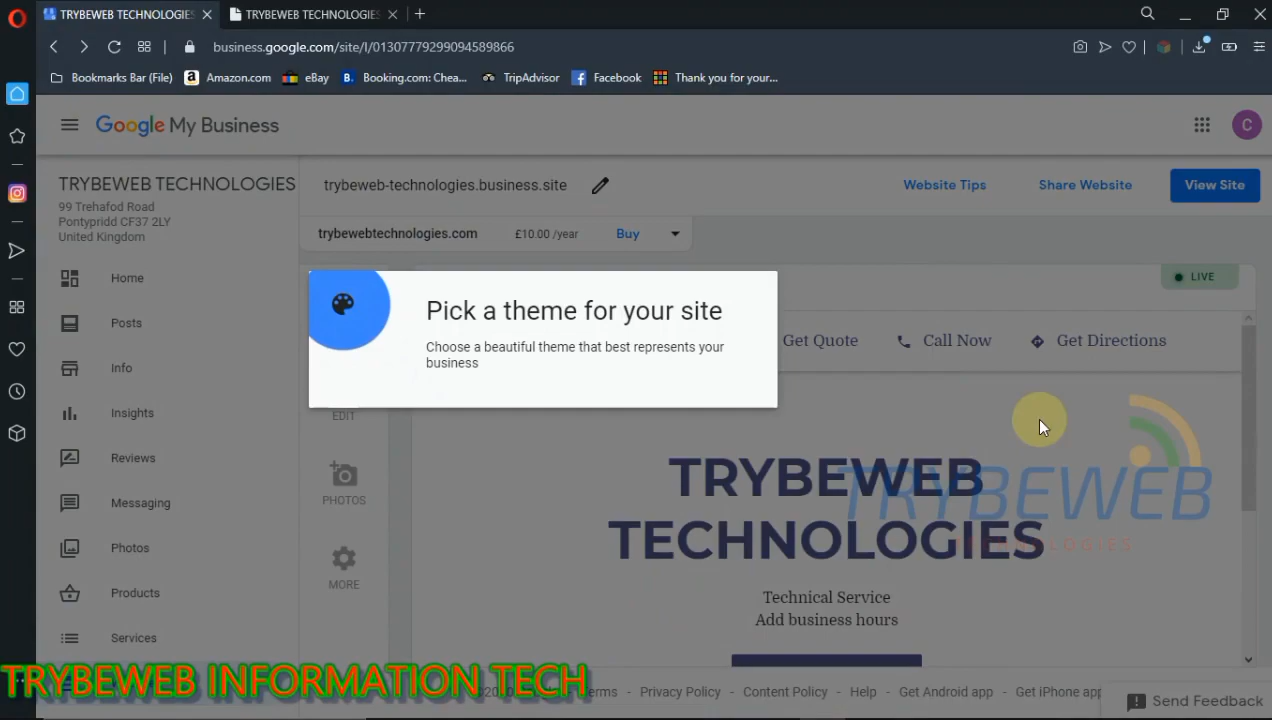 TRYBEWEB TECHNOLOGIES
TRYBEWEB TECHNOLOGIES
business.google.com/site/l/01307779299094589866
Bookmarks Bar (File)
Amazon.com
eBay
Booking.com: Chea...
TripAdvisor
Facebook
Thank you for your...
Google My Business
C
TRYBEWEB TECHNOLOGIES
99 Trehafod Road
Pontypridd CF37 2LY
United Kingdom
trybeweb-technologies.business.site
Website Tips
Share Website
View Site
trybewebtechnologies.com
£10.00 /year
Buy
LIVE
Home
Posts
Info
Insights
Reviews
Messaging
Photos
Products
Services
Pick a theme for your site
Choose a beautiful theme that best represents your
business
Get Quote
Call Now
Get Directions
EDIT
PHOTOS
MORE
TRYBEWEB
TECHNOLOGIES
TRYBEWEB
TECHNOLOGIES
Technical Service
Add business hours
TRYBEWEB INFORMATION TECH
Privacy Policy
Content Policy
Help
Get Android app
Get iPhone app
Send Feedback